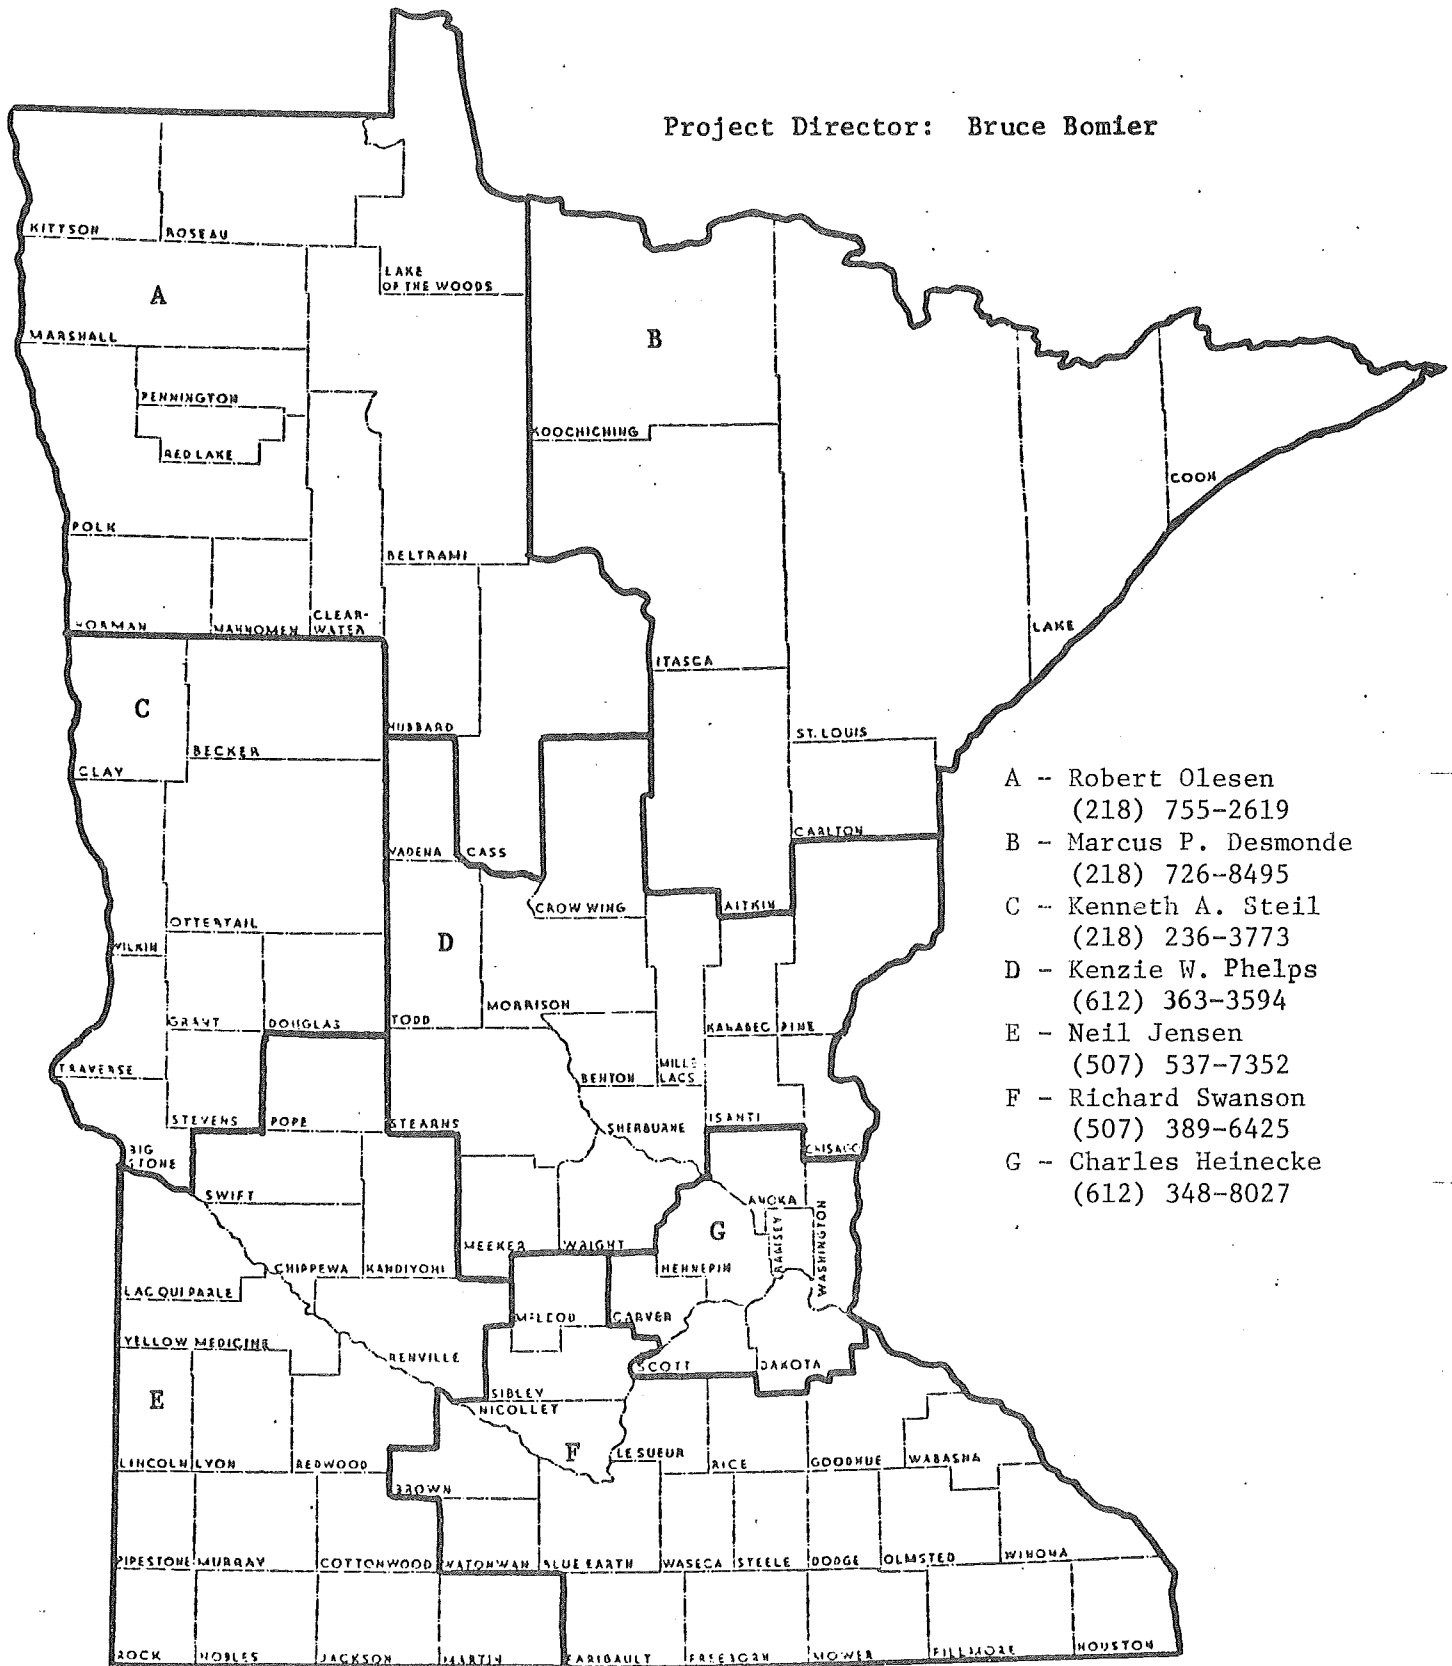 Project Director: Bruce Bomier
KITTSON
ROSEAU
LAKE
OF THE WOODS
A
MARSHALL
B
PENNINGTON
KOOCHICHING
RED LAKE
COOK
POLK
BELTRAMI
NORMAN
MAHNOMEN
CLEAR-
WATER
LAKE
ITASCA
C
HUBBARD
ST. LOUIS
BECKER
CLAY
CARLTON
WADENA
CASS
CROW WING
AITKIN
OTTERTAIL
WILKIN
D
MORRISON
GRANT
DOUGLAS
TODD
KANABEC
PINE
TRAVERSE
BENTON
MILLE
LACS
STEVENS
POPE
STEARNS
SHERBURNE
ISANTI
CHISAGO
BIG
STONE
SWIFT
ANOKA
RAMSEY
WASHINGTON
G
MEEKER
WRIGHT
HENNEPIN
CHIPPEWA
KANDIYOHI
LAC QUI PARLE
McLEOD
CARVER
YELLOW MEDICINE
RENVILLE
SCOTT
DAKOTA
E
SIBLEY
NICOLLET
F
LE SUEUR
LINCOLN
LYON
REDWOOD
RICE
GOODHUE
WABASHA
BROWN
PIPESTONE
MURRAY
COTTONWOOD
WATONWAN
BLUE EARTH
WASECA
STEELE
DODGE
OLMSTED
WINONA
ROCK
NOBLES
JACKSON
MARTIN
FARIBAULT
FREEBORN
MOWER
FILLMORE
HOUSTON
A - Robert Olesen
(218) 755-2619
B - Marcus P. Desmonde
(218) 726-8495
C - Kenneth A. Steil
(218) 236-3773
D - Kenzie W. Phelps
(612) 363-3594
E - Neil Jensen
(507) 537-7352
F - Richard Swanson
(507) 389-6425
G - Charles Heinecke
(612) 348-8027